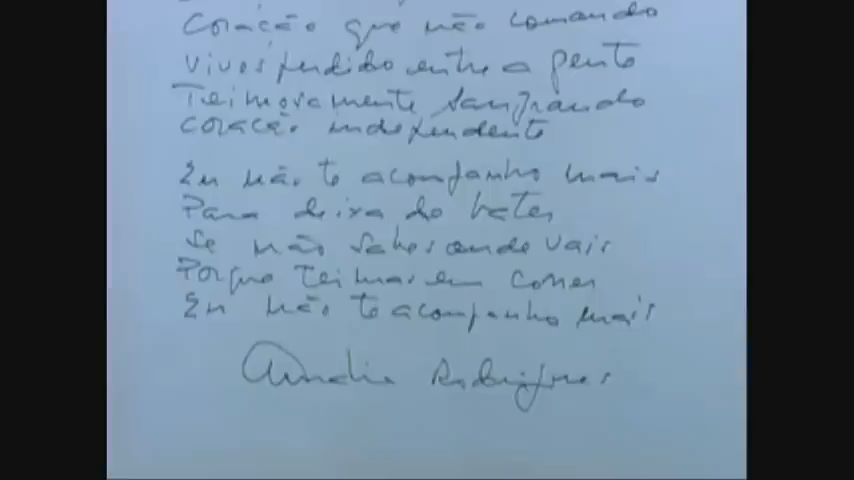 coração que não comando
vives perdido entre a gente
Teimosamente sangrando
coração independente
Eu não te acompanho mais
Para deixa de bater
Se não sabes onde vais
Porque teimas em correr
Eu não te acompanho mais
Amália Rodrigues